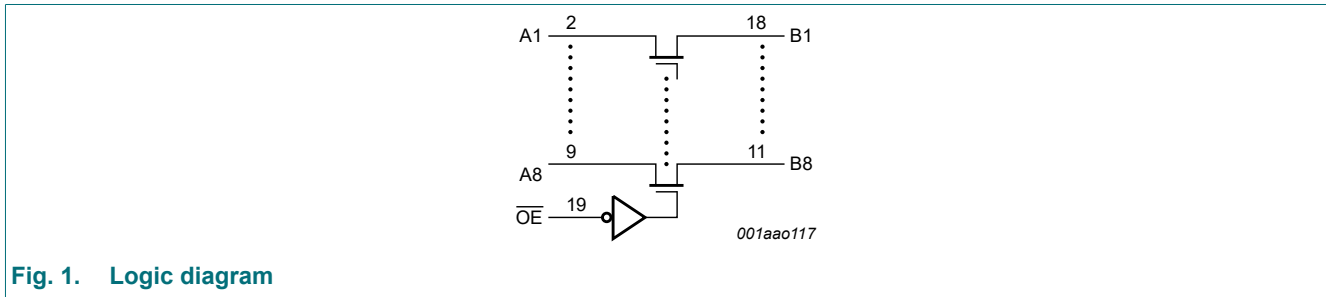 A1 2 18 B1
A8 9 11 B8
OE 19
001aao117
Fig. 1. Logic diagram